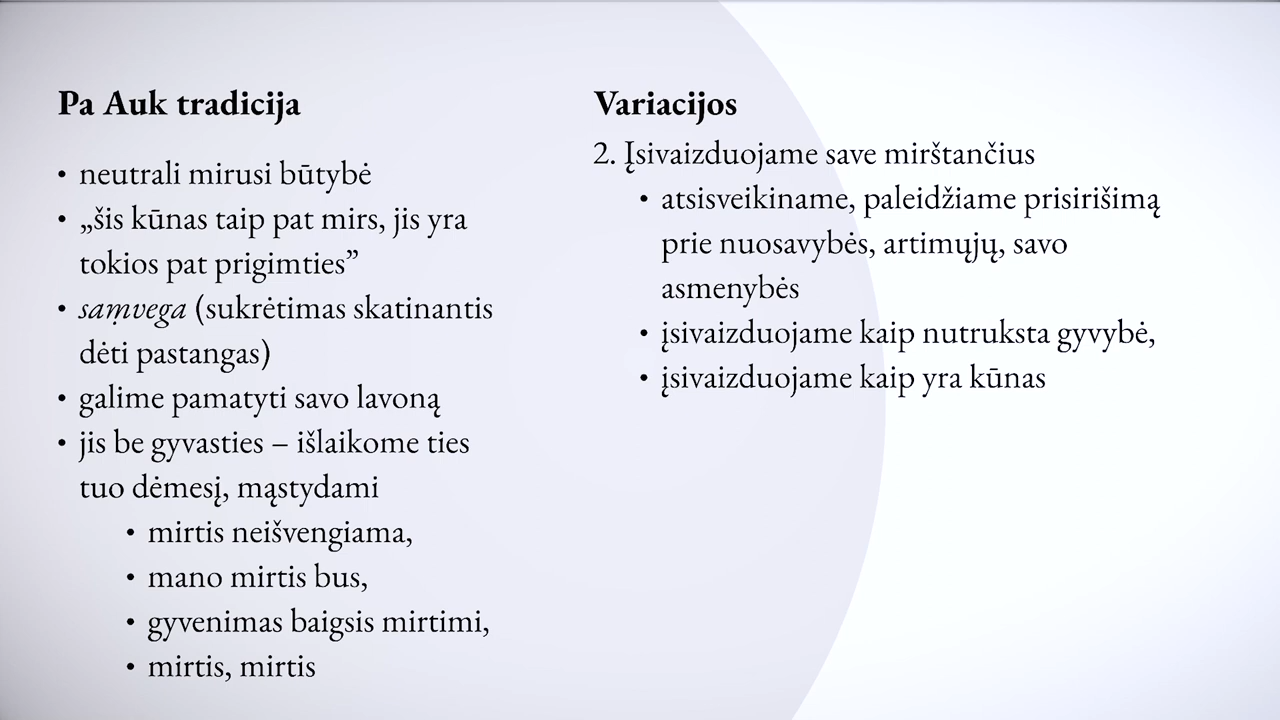 Pa Auk tradicija
• neutrali mirusi būtybė
• „šis kūnas taip pat mirs, jis yra
tokios pat prigimties”
• saṃvega (sukrėtimas skatinantis
dėti pastangas)
• galime pamatyti savo lavoną
• jis be gyvasties – išlaikome ties
tuo dėmesį, mąstydami
• mirtis neišvengiama,
• mano mirtis bus,
• gyvenimas baigsis mirtimi,
• mirtis, mirtis
Variacijos
2. Įsivaizduojame save mirštančius
• atsisveikiname, paleidžiame prisirišimą
prie nuosavybės, artimųjų, savo
asmenybės
• įsivaizduojame kaip nutruksta gyvybė,
• įsivaizduojame kaip yra kūnas